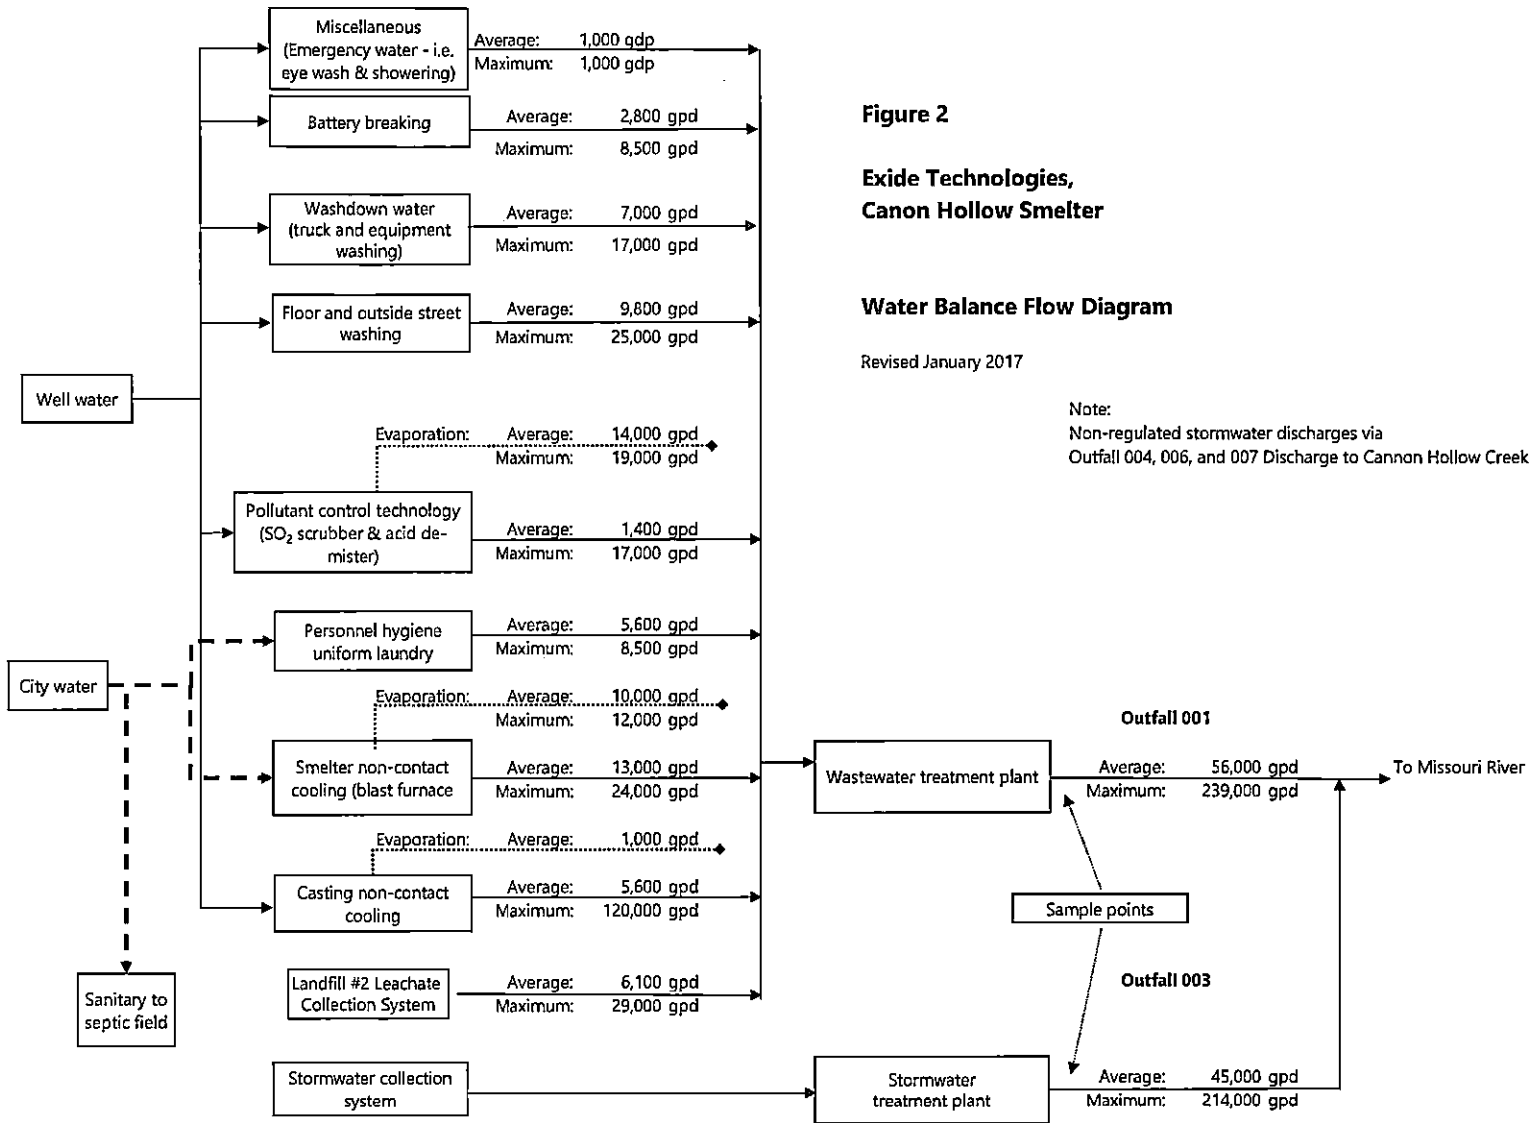 Miscellaneous
(Emergency water - i.e.
eye wash & showering)
Average: 1,000 gdp
Maximum: 1,000 gdp
Battery breaking
Average: 2,800 gpd
Maximum: 8,500 gpd
Washdown water
(truck and equipment
washing)
Average: 7,000 gpd
Maximum: 17,000 gpd
Floor and outside street
washing
Average: 9,800 gpd
Maximum: 25,000 gpd
Figure 2
Exide Technologies,
Canon Hollow Smelter
Water Balance Flow Diagram
Revised January 2017
Note:
Non-regulated stormwater discharges via
Outfall 004, 006, and 007 Discharge to Cannon Hollow Creek
Well water
Evaporation: Average: 14,000 gpd
Maximum: 19,000 gpd
Pollutant control technology
(SO₂ scrubber & acid de-
mister)
Average: 1,400 gpd
Maximum: 17,000 gpd
Personnel hygiene
uniform laundry
Average: 5,600 gpd
Maximum: 8,500 gpd
City water
Evaporation: Average: 10,000 gpd
Maximum: 12,000 gpd
Smelter non-contact
cooling (blast furnace
Average: 13,000 gpd
Maximum: 24,000 gpd
Evaporation: Average: 1,000 gpd
Casting non-contact
cooling
Average: 5,600 gpd
Maximum: 120,000 gpd
Sanitary to
septic field
Landfill #2 Leachate
Collection System
Average: 6,100 gpd
Maximum: 29,000 gpd
Stormwater collection
system
Wastewater treatment plant
Outfall 001
Average: 56,000 gpd
Maximum: 239,000 gpd
To Missouri River
Sample points
Outfall 003
Stormwater
treatment plant
Average: 45,000 gpd
Maximum: 214,000 gpd